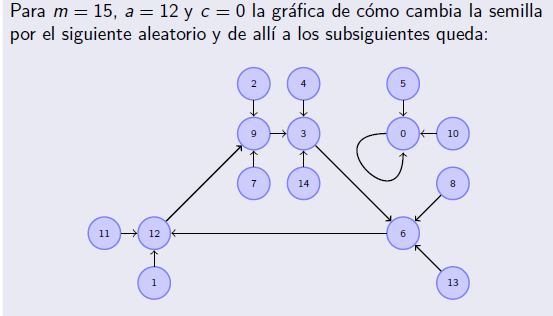 Para m = 15, a = 12 y c = 0 la gráfica de cómo cambia la semilla
por el siguiente aleatorio y de allí a los subsiguientes queda:
2 4 5
9 3 0 10
7 14 8
11 12 6
1 13